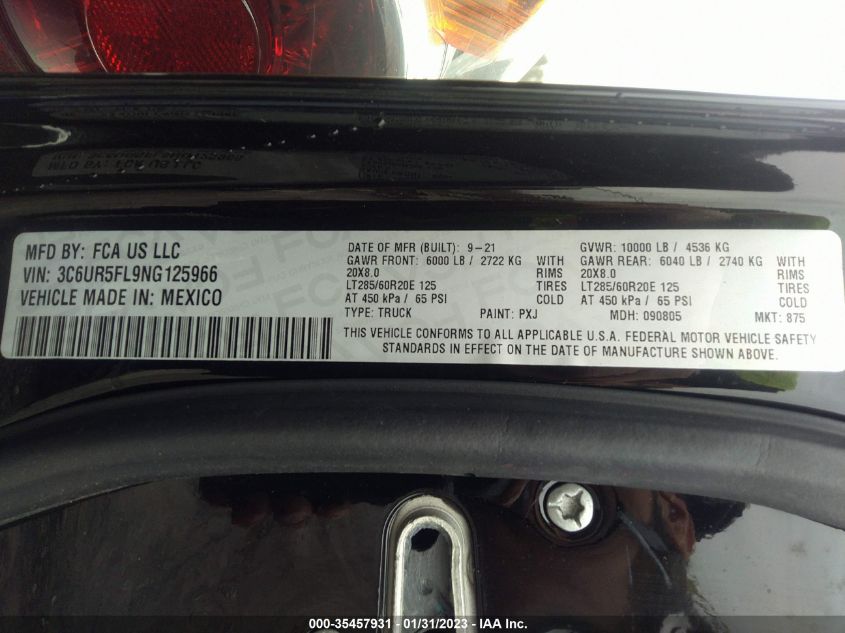 MFD BY: FCA US LLC
VIN: 3C6UR5FL9NG125966
VEHICLE MADE IN: MEXICO
DATE OF MFR (BUILT): 9-21
GVWR: 10000 LB / 4536 KG
GAWR FRONT: 6000 LB / 2722 KG WITH
GAWR REAR: 6040 LB / 2740 KG WITH
20X8.0 RIMS
20X8.0 RIMS
LT285/60R20E 125 TIRES
LT285/60R20E 125 TIRES
AT 450 kPa / 65 PSI COLD
AT 450 kPa / 65 PSI COLD
TYPE: TRUCK PAINT: PXJ MDH: 090805 MKT: 875
THIS VEHICLE CONFORMS TO ALL APPLICABLE U.S.A. FEDERAL MOTOR VEHICLE SAFETY
STANDARDS IN EFFECT ON THE DATE OF MANUFACTURE SHOWN ABOVE.
000-35457931 - 01/31/2023 - IAA Inc.